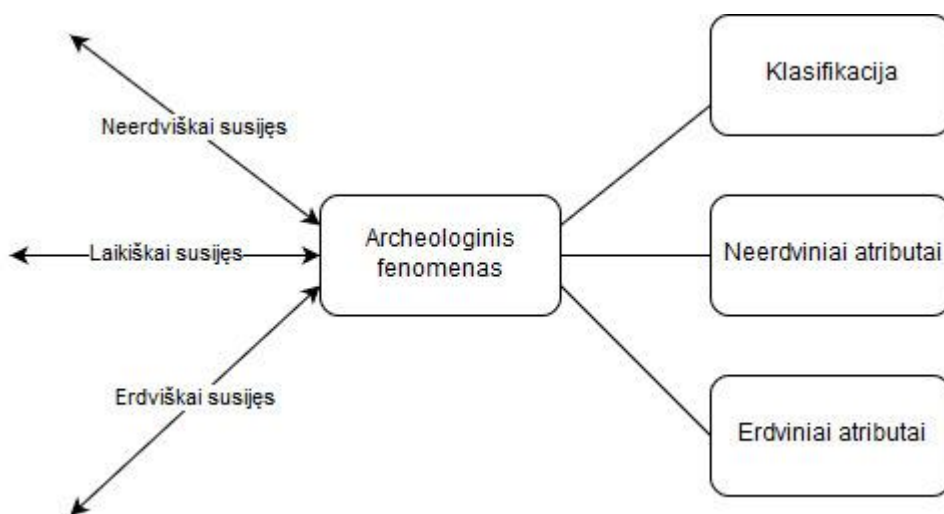 Klasifikacija
Neerdviškai susijęs
Archeologinis
fenomenas
Laikiškai susijęs
Neerdviniai atributai
Erdviškai susijęs
Erdviniai atributai